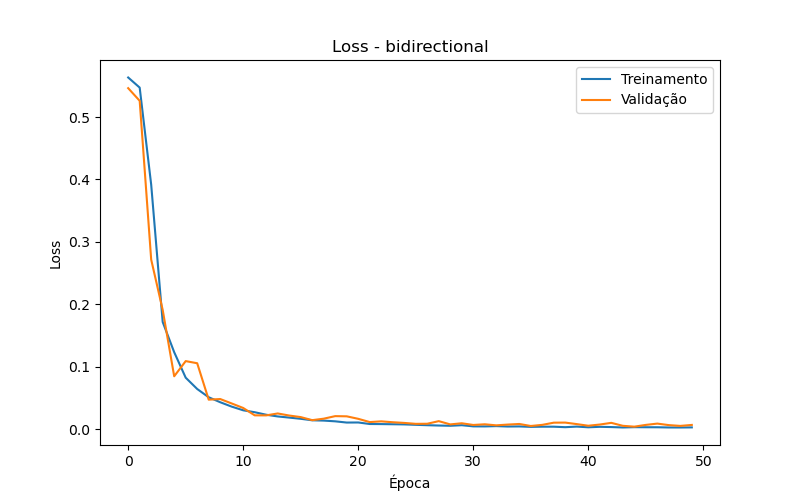 Loss - bidirectional
Treinamento
Validação
Loss
0.5
0.4
0.3
0.2
0.1
0.0
0 10 20 30 40 50
Época